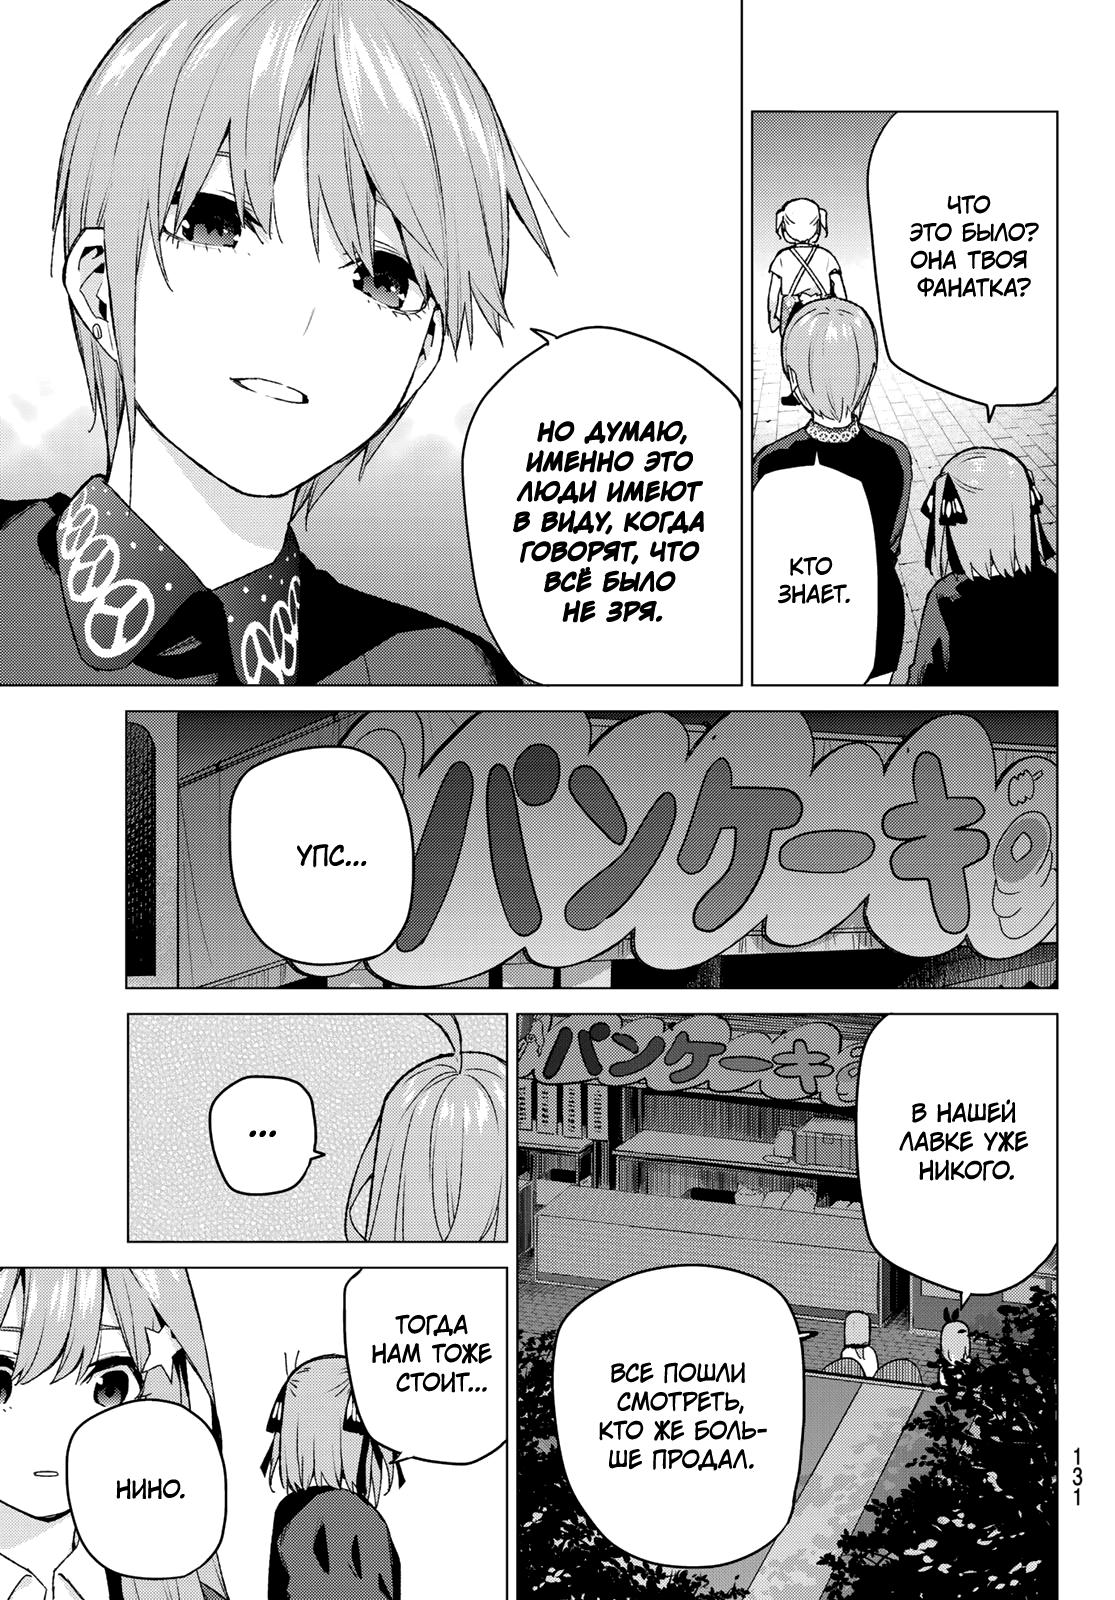 ЧТО
ЭТО БЫЛО?
ОНА ТВОЯ
ФАНАТКА?
КТО
ЗНАЕТ.
НО ДУМАЮ,
ИМЕННО ЭТО
ЛЮДИ ИМЕЮТ
В ВИДУ, КОГДА
ГОВОРЯТ, ЧТО
ВСЁ БЫЛО
НЕ ЗРЯ.
パンケーキ
УПС...
パンケーキ
В НАШЕЙ
ЛАВКЕ УЖЕ
НИКОГО.
ВСЕ ПОШЛИ
СМОТРЕТЬ,
КТО ЖЕ БОЛЬ-
ШЕ ПРОДАЛ.
...
ТОГДА
НАМ ТОЖЕ
СТОИТ...
НИНО.
131